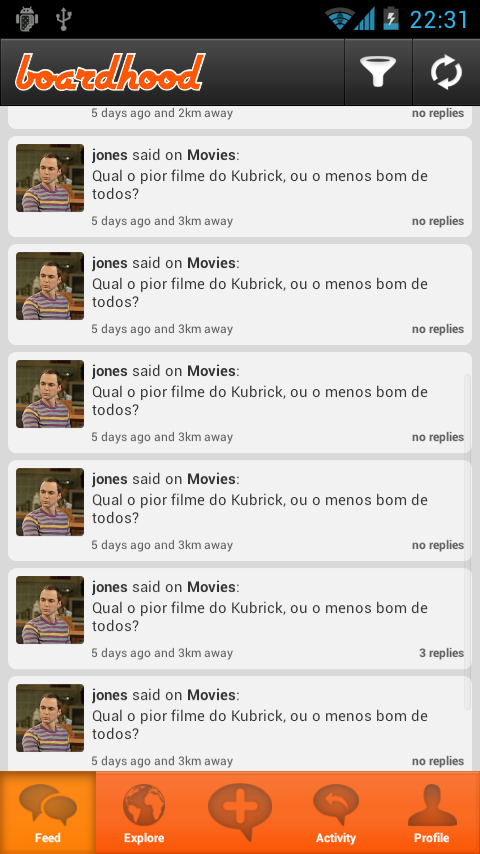 22:31
boardhood
5 days ago and 2km away no replies
jones said on Movies:
Qual o pior filme do Kubrick, ou o menos bom de
todos?
5 days ago and 3km away no replies
jones said on Movies:
Qual o pior filme do Kubrick, ou o menos bom de
todos?
5 days ago and 3km away no replies
jones said on Movies:
Qual o pior filme do Kubrick, ou o menos bom de
todos?
5 days ago and 3km away no replies
jones said on Movies:
Qual o pior filme do Kubrick, ou o menos bom de
todos?
5 days ago and 3km away no replies
jones said on Movies:
Qual o pior filme do Kubrick, ou o menos bom de
todos?
5 days ago and 3km away 3 replies
jones said on Movies:
Qual o pior filme do Kubrick, ou o menos bom de
todos?
5 days ago and 3km away no replies
Feed Explore Activity Profile